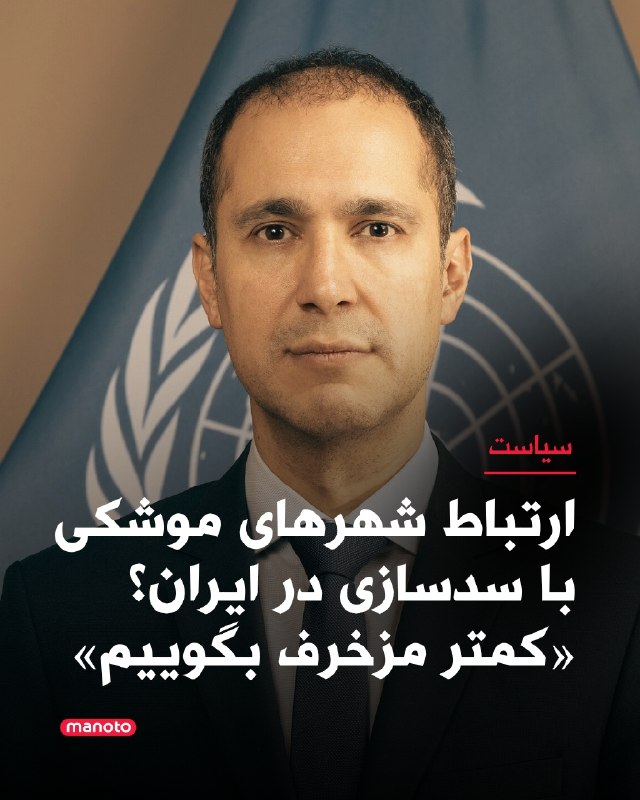 سیاست
ارتباط شهرهای موشکی
با سدسازی در ایران؟
«کمتر مزخرف بگوییم»
manoto